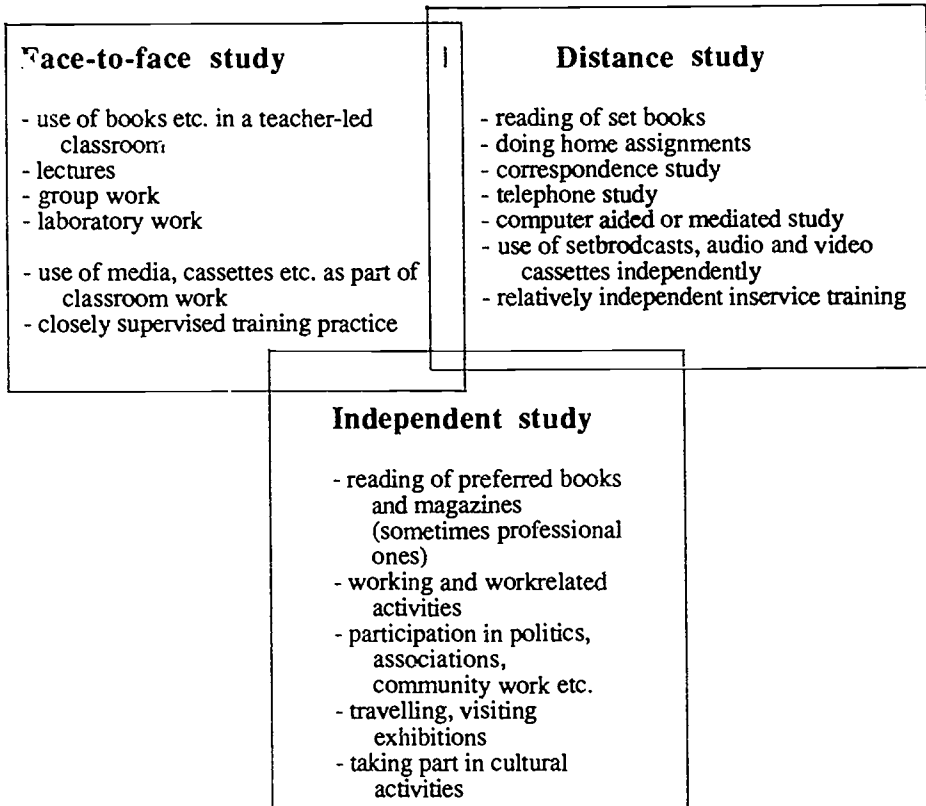 Face-to-face study
- use of books etc. in a teacher-led
classroom
- lectures
- group work
- laboratory work
- use of media, cassettes etc. as part of
classroom work
- closely supervised training practice
Distance study
- reading of set books
- doing home assignments
- correspondence study
- telephone study
- computer aided or mediated study
- use of setbrodcasts, audio and video
cassettes independently
- relatively independent inservice training
Independent study
- reading of preferred books
and magazines
(sometimes professional
ones)
- working and workrelated
activities
- participation in politics,
associations,
community work etc.
- travelling, visiting
exhibitions
- taking part in cultural
activities